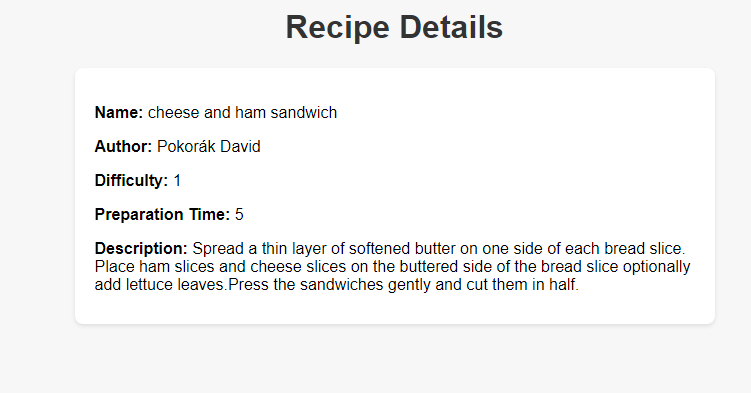 Recipe Details
Name: cheese and ham sandwich
Author: Pokorák David
Difficulty: 1
Preparation Time: 5
Description: Spread a thin layer of softened butter on one side of each bread slice.
Place ham slices and cheese slices on the buttered side of the bread slice optionally
add lettuce leaves.Press the sandwiches gently and cut them in half.